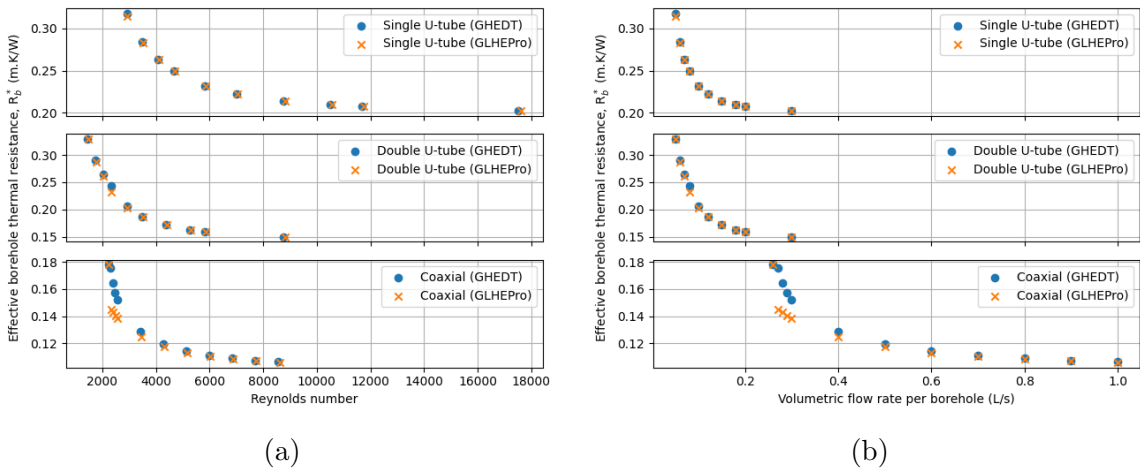 Effective borehole thermal resistance, R*b (m.K/W)
0.30
0.25
0.20
Single U-tube (GHEDT)
Single U-tube (GLHEPro)
0.30
0.25
0.20
0.15
Double U-tube (GHEDT)
Double U-tube (GLHEPro)
0.18
0.16
0.14
0.12
Coaxial (GHEDT)
Coaxial (GLHEPro)
2000 4000 6000 8000 10000 12000 14000 16000 18000
Reynolds number
(a)
Effective borehole thermal resistance, R*b (m.K/W)
0.30
0.25
0.20
Single U-tube (GHEDT)
Single U-tube (GLHEPro)
0.30
0.25
0.20
0.15
Double U-tube (GHEDT)
Double U-tube (GLHEPro)
0.18
0.16
0.14
0.12
Coaxial (GHEDT)
Coaxial (GLHEPro)
0.2 0.4 0.6 0.8 1.0
Volumetric flow rate per borehole (L/s)
(b)